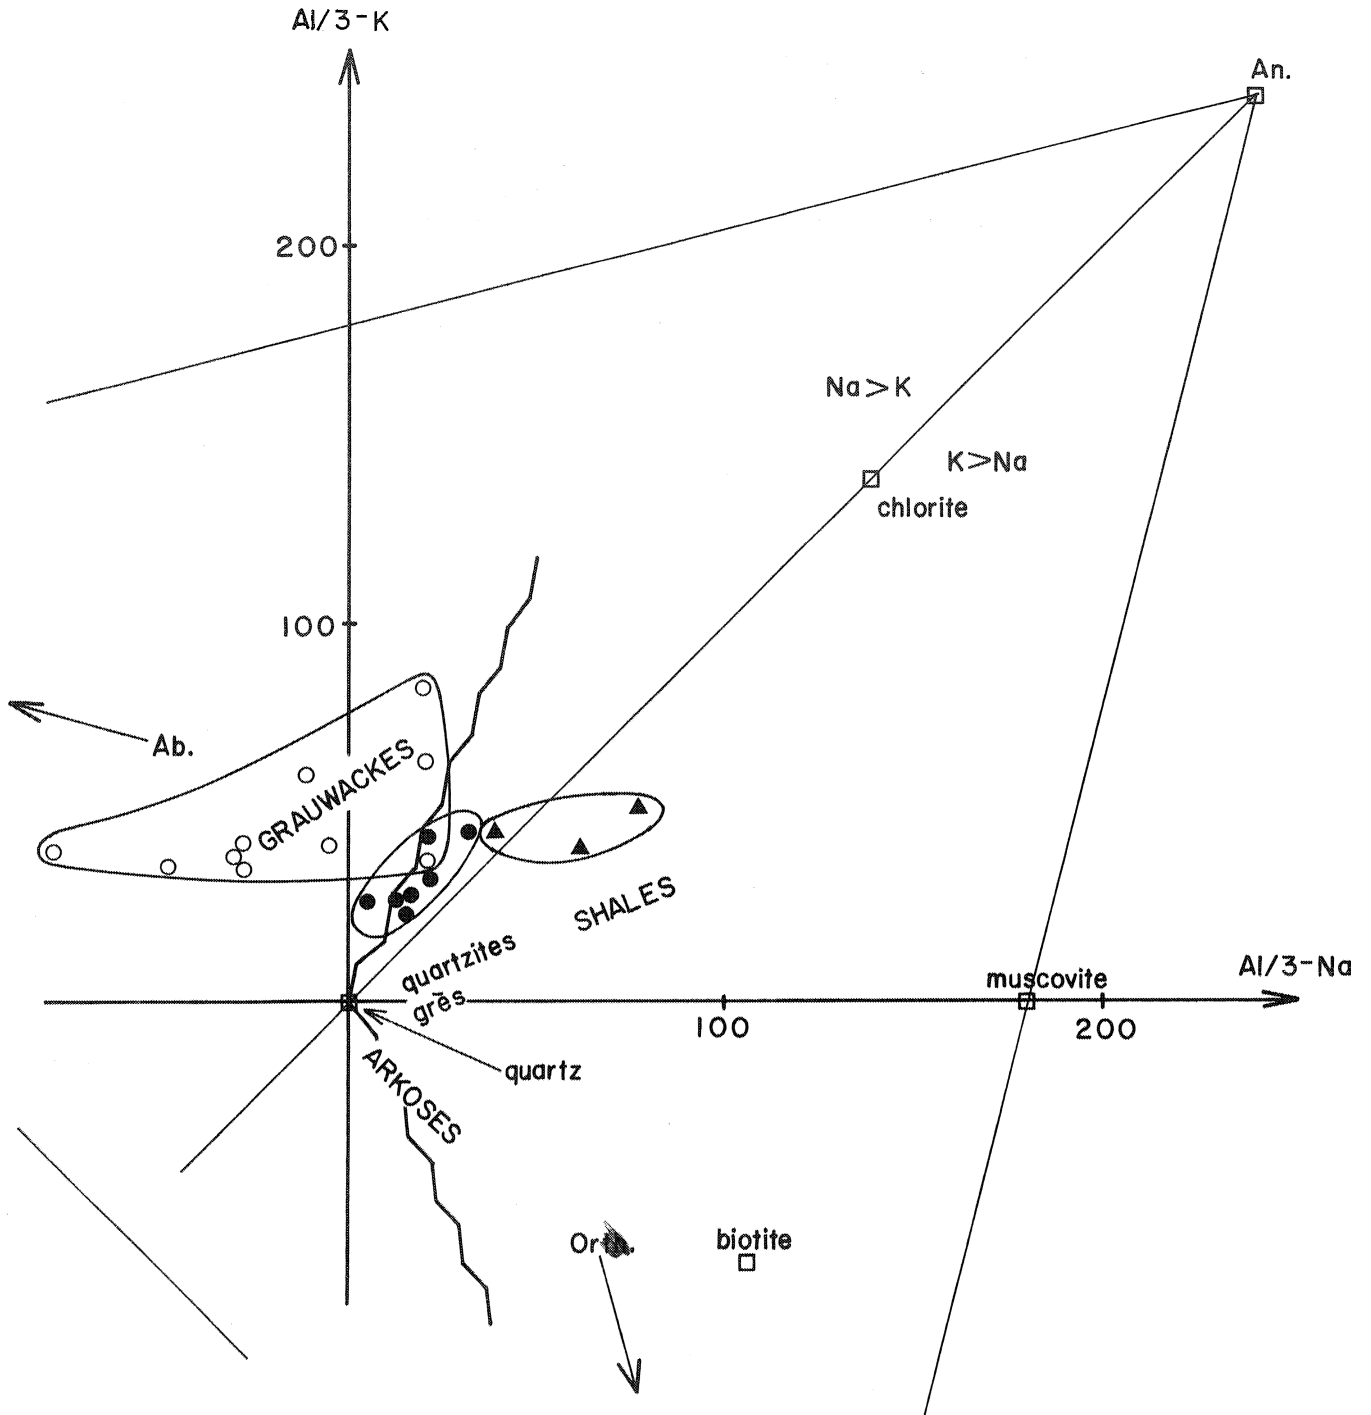 Al/3-K
An.
200
Na>K
K>Na
chlorite
100
Ab.
GRAUWACKES
SHALES
quartzites
grès
muscovite
Al/3-Na
100
200
quartz
ARKOSES
Orth.
biotite